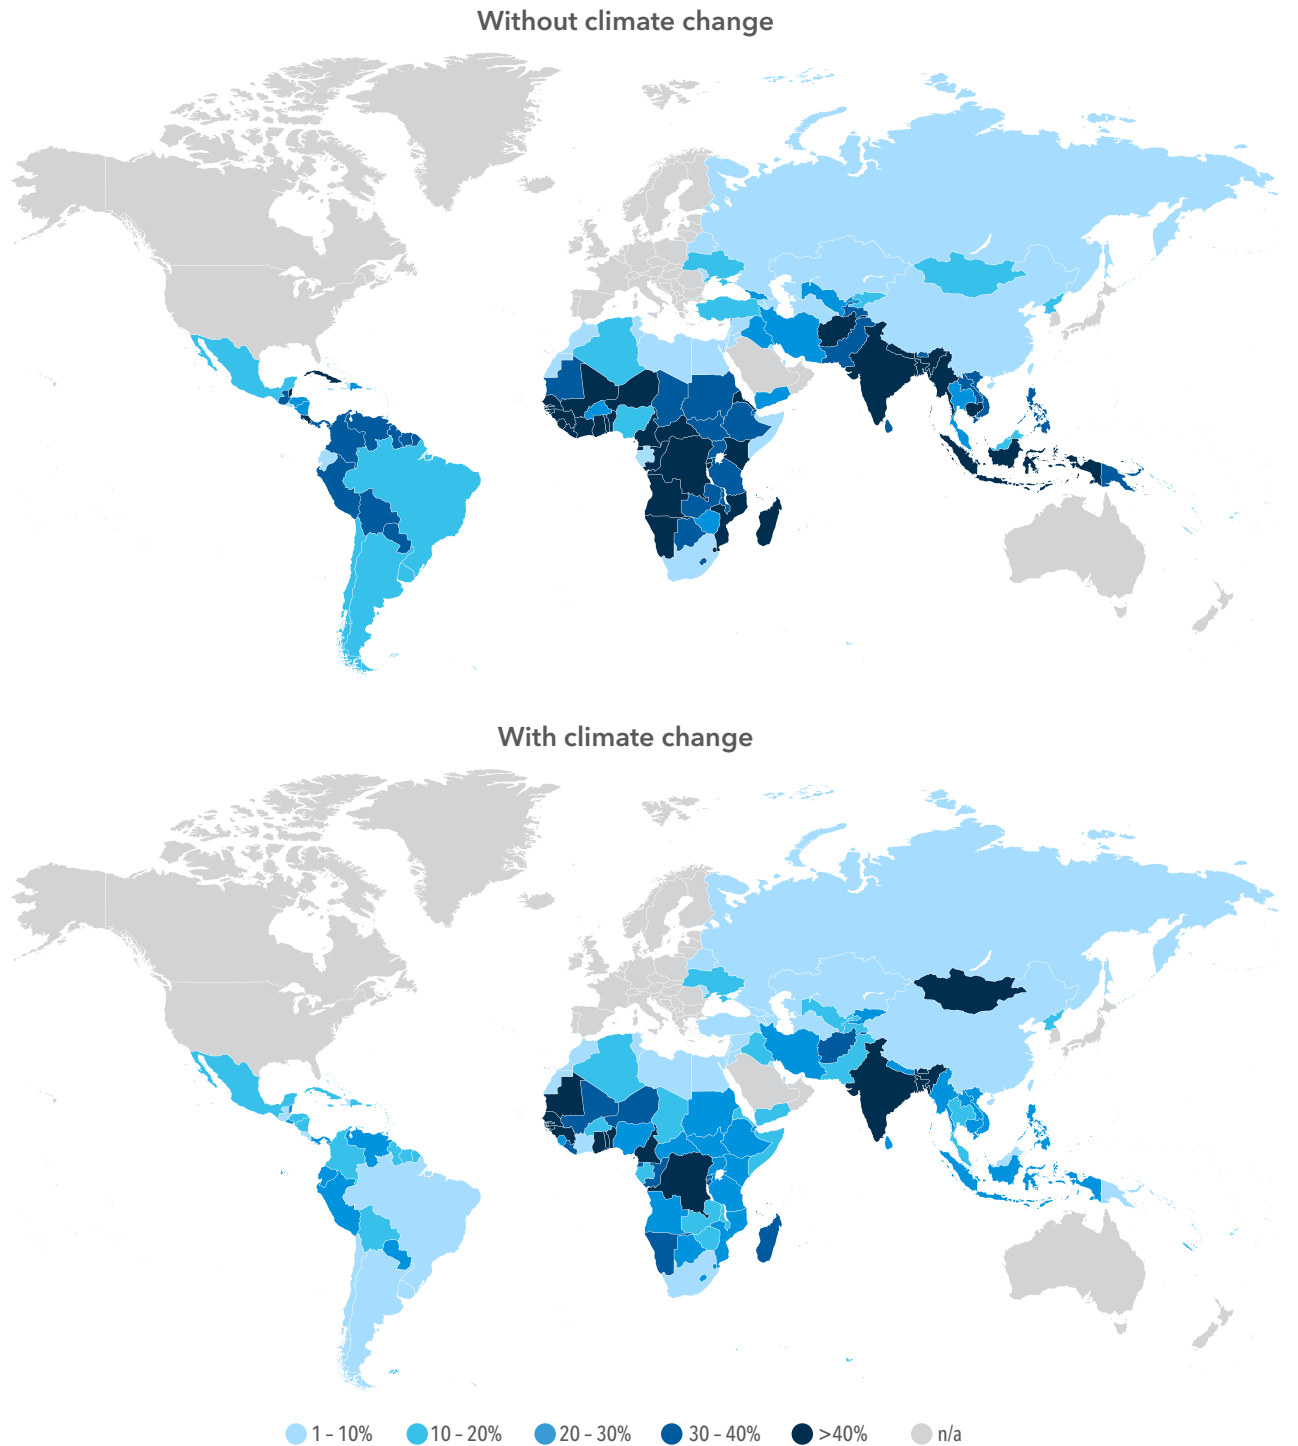 Without climate change
With climate change
1 – 10%
10 – 20%
20 – 30%
30 – 40%
>40%
n/a